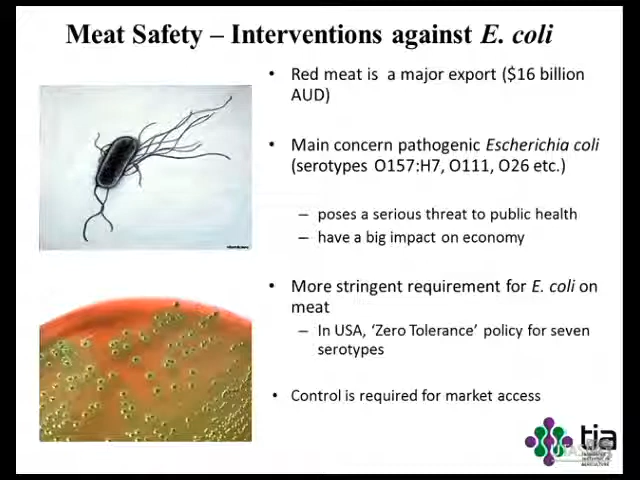 Meat Safety – Interventions against E. coli
• Red meat is a major export ($16 billion
AUD)
• Main concern pathogenic Escherichia coli
(serotypes O157:H7, O111, O26 etc.)
– poses a serious threat to public health
– have a big impact on economy
• More stringent requirement for E. coli on
meat
– In USA, ‘Zero Tolerance’ policy for seven
serotypes
• Control is required for market access
tia